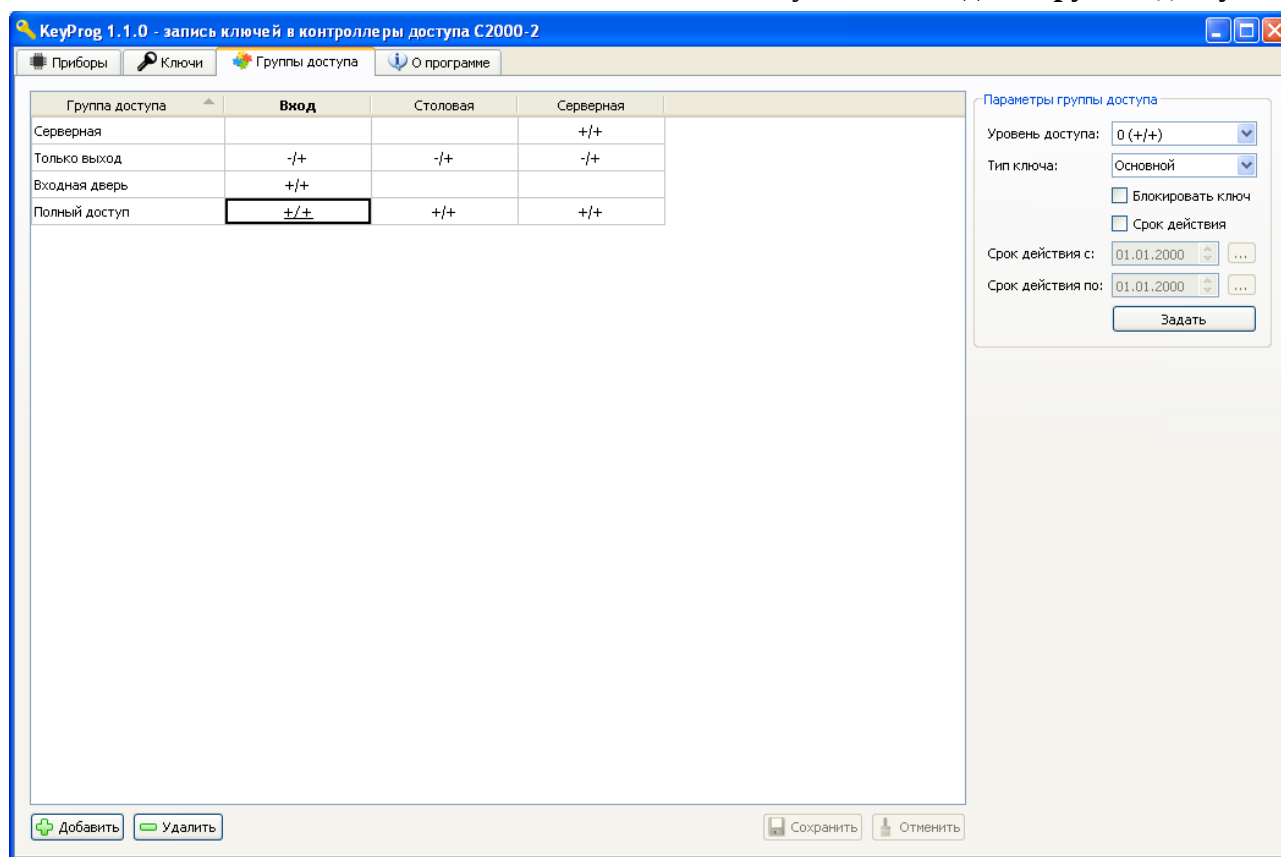 KeyProg 1.1.0 - запись ключей в контроллеры доступа С2000-2
Приборы Ключи Группы доступа О программе
Группа доступа Вход Столовая Серверная
Серверная +/+
Только выход -/+ -/+ -/+
Входная дверь +/+
Полный доступ +/+ +/+ +/+
Параметры группы доступа
Уровень доступа: 0 (+/+)
Тип ключа: Основной
Блокировать ключ
Срок действия
Срок действия с: 01.01.2000 ...
Срок действия по: 01.01.2000 ...
Задать
Добавить Удалить Сохранить Отменить